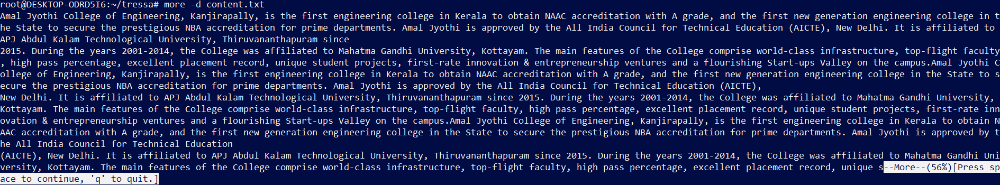 root@DESKTOP-ODRD5I6:~/tressa# more -d content.txt
Amal Jyothi College of Engineering, Kanjirapally, is the first engineering college in Kerala to obtain NAAC accreditation with A grade, and the first new generation engineering college in t
he State to secure the prestigious NBA accreditation for prime departments. Amal Jyothi is approved by the All India Council for Technical Education (AICTE), New Delhi. It is affiliated to
APJ Abdul Kalam Technological University, Thiruvananthapuram since
2015. During the years 2001-2014, the College was affiliated to Mahatma Gandhi University, Kottayam. The main features of the College comprise world-class infrastructure, top-flight faculty
, high pass percentage, excellent placement record, unique student projects, first-rate innovation & entrepreneurship ventures and a flourishing Start-ups Valley on the campus.Amal Jyothi C
ollege of Engineering, Kanjirapally, is the first engineering college in Kerala to obtain NAAC accreditation with A grade, and the first new generation engineering college in the State to s
ecure the prestigious NBA accreditation for prime departments. Amal Jyothi is approved by the All India Council for Technical Education (AICTE),
New Delhi. It is affiliated to APJ Abdul Kalam Technological University, Thiruvananthapuram since 2015. During the years 2001-2014, the College was affiliated to Mahatma Gandhi University,
Kottayam. The main features of the College comprise world-class infrastructure, top-flight faculty, high pass percentage, excellent placement record, unique student projects, first-rate inn
ovation & entrepreneurship ventures and a flourishing Start-ups Valley on the campus.Amal Jyothi College of Engineering, Kanjirapally, is the first engineering college in Kerala to obtain N
AAC accreditation with A grade, and the first new generation engineering college in the State to secure the prestigious NBA accreditation for prime departments. Amal Jyothi is approved by t
he All India Council for Technical Education
(AICTE), New Delhi. It is affiliated to APJ Abdul Kalam Technological University, Thiruvananthapuram since 2015. During the years 2001-2014, the College was affiliated to Mahatma Gandhi Uni
versity, Kottayam. The main features of the College comprise world-class infrastructure, top-flight faculty, high pass percentage, excellent placement record, unique s--More--(56%)[Press sp
ace to continue, 'q' to quit.]